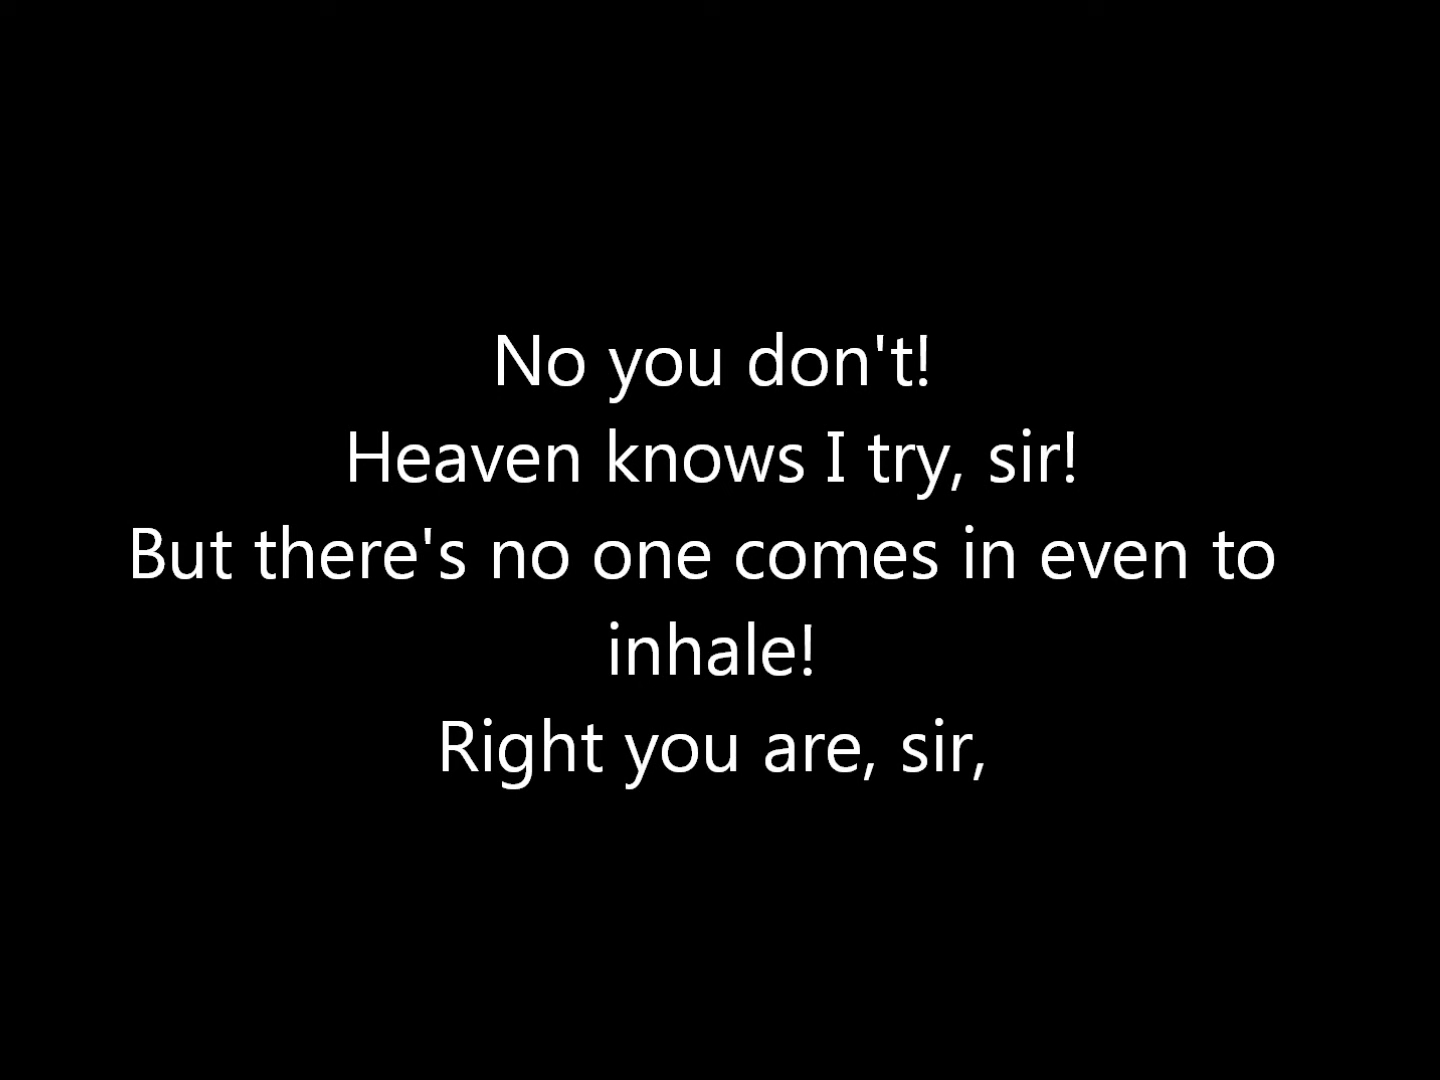 No you don't!
Heaven knows I try, sir!
But there's no one comes in even to
inhale!
Right you are, sir,